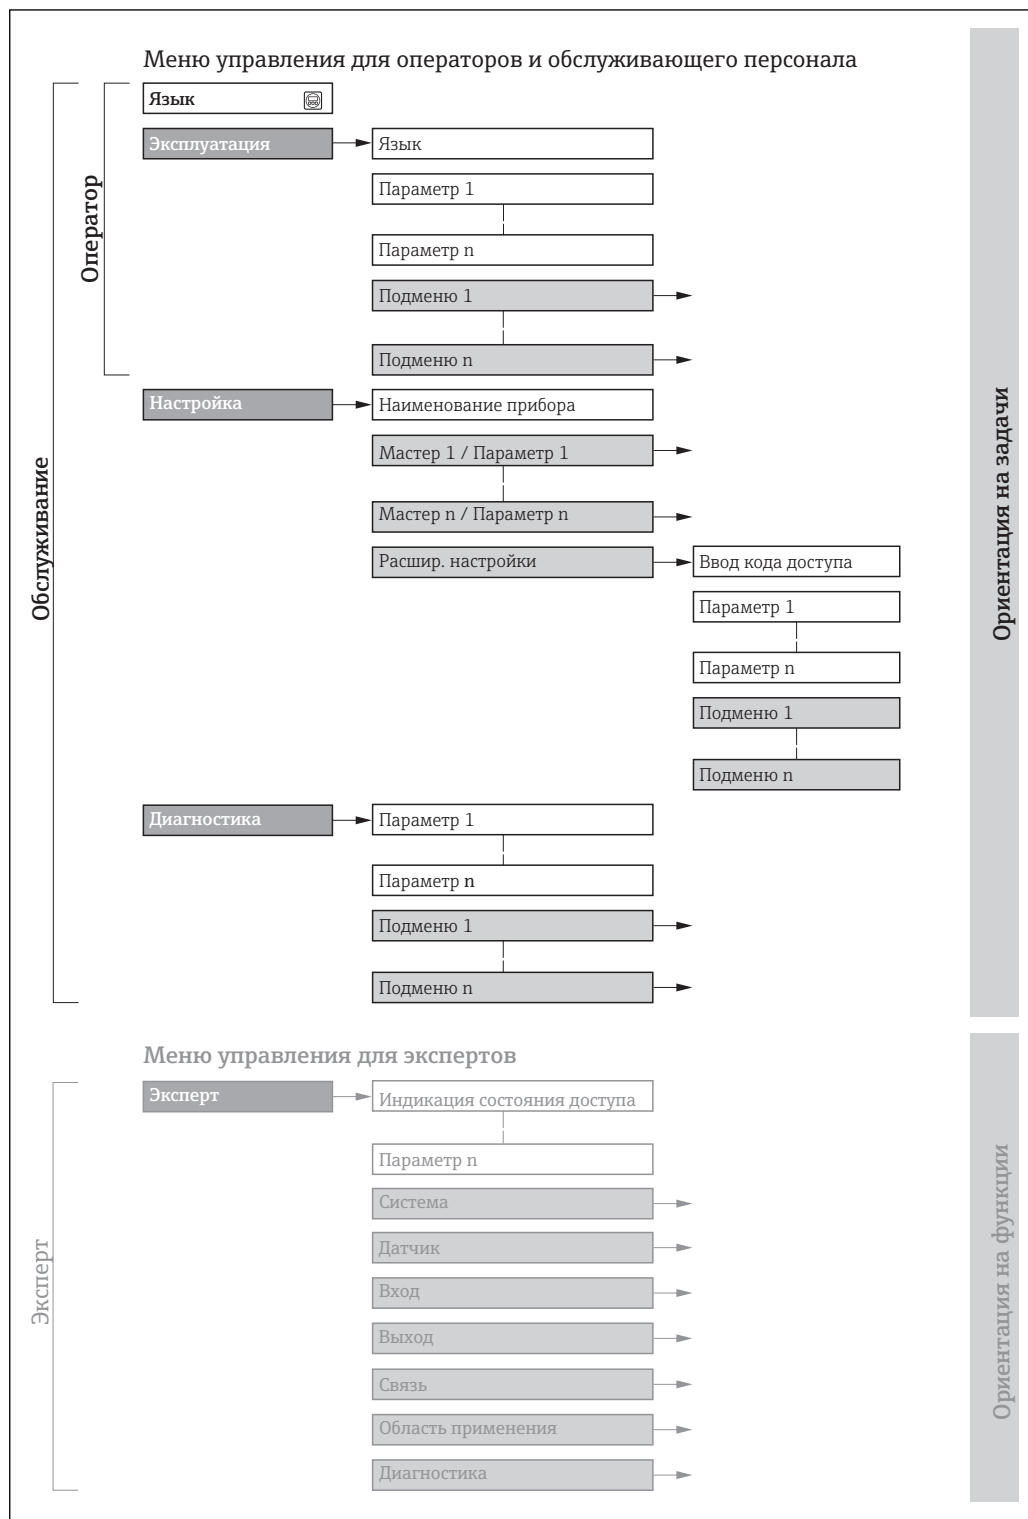 Меню управления для операторов и обслуживающего персонала
Обслуживание
Оператор
Язык
Эксплуатация
Язык
Параметр 1
Параметр n
Подменю 1
Подменю n
Настройка
Наименование прибора
Мастер 1 / Параметр 1
Мастер n / Параметр n
Расшир. настройки
Ввод кода доступа
Параметр 1
Параметр n
Подменю 1
Подменю n
Диагностика
Параметр 1
Параметр n
Подменю 1
Подменю n
Ориентация на задачи
Меню управления для экспертов
Эксперт
Эксперт
Индикация состояния доступа
Параметр n
Система
Датчик
Вход
Выход
Связь
Область применения
Диагностика
Ориентация на функции